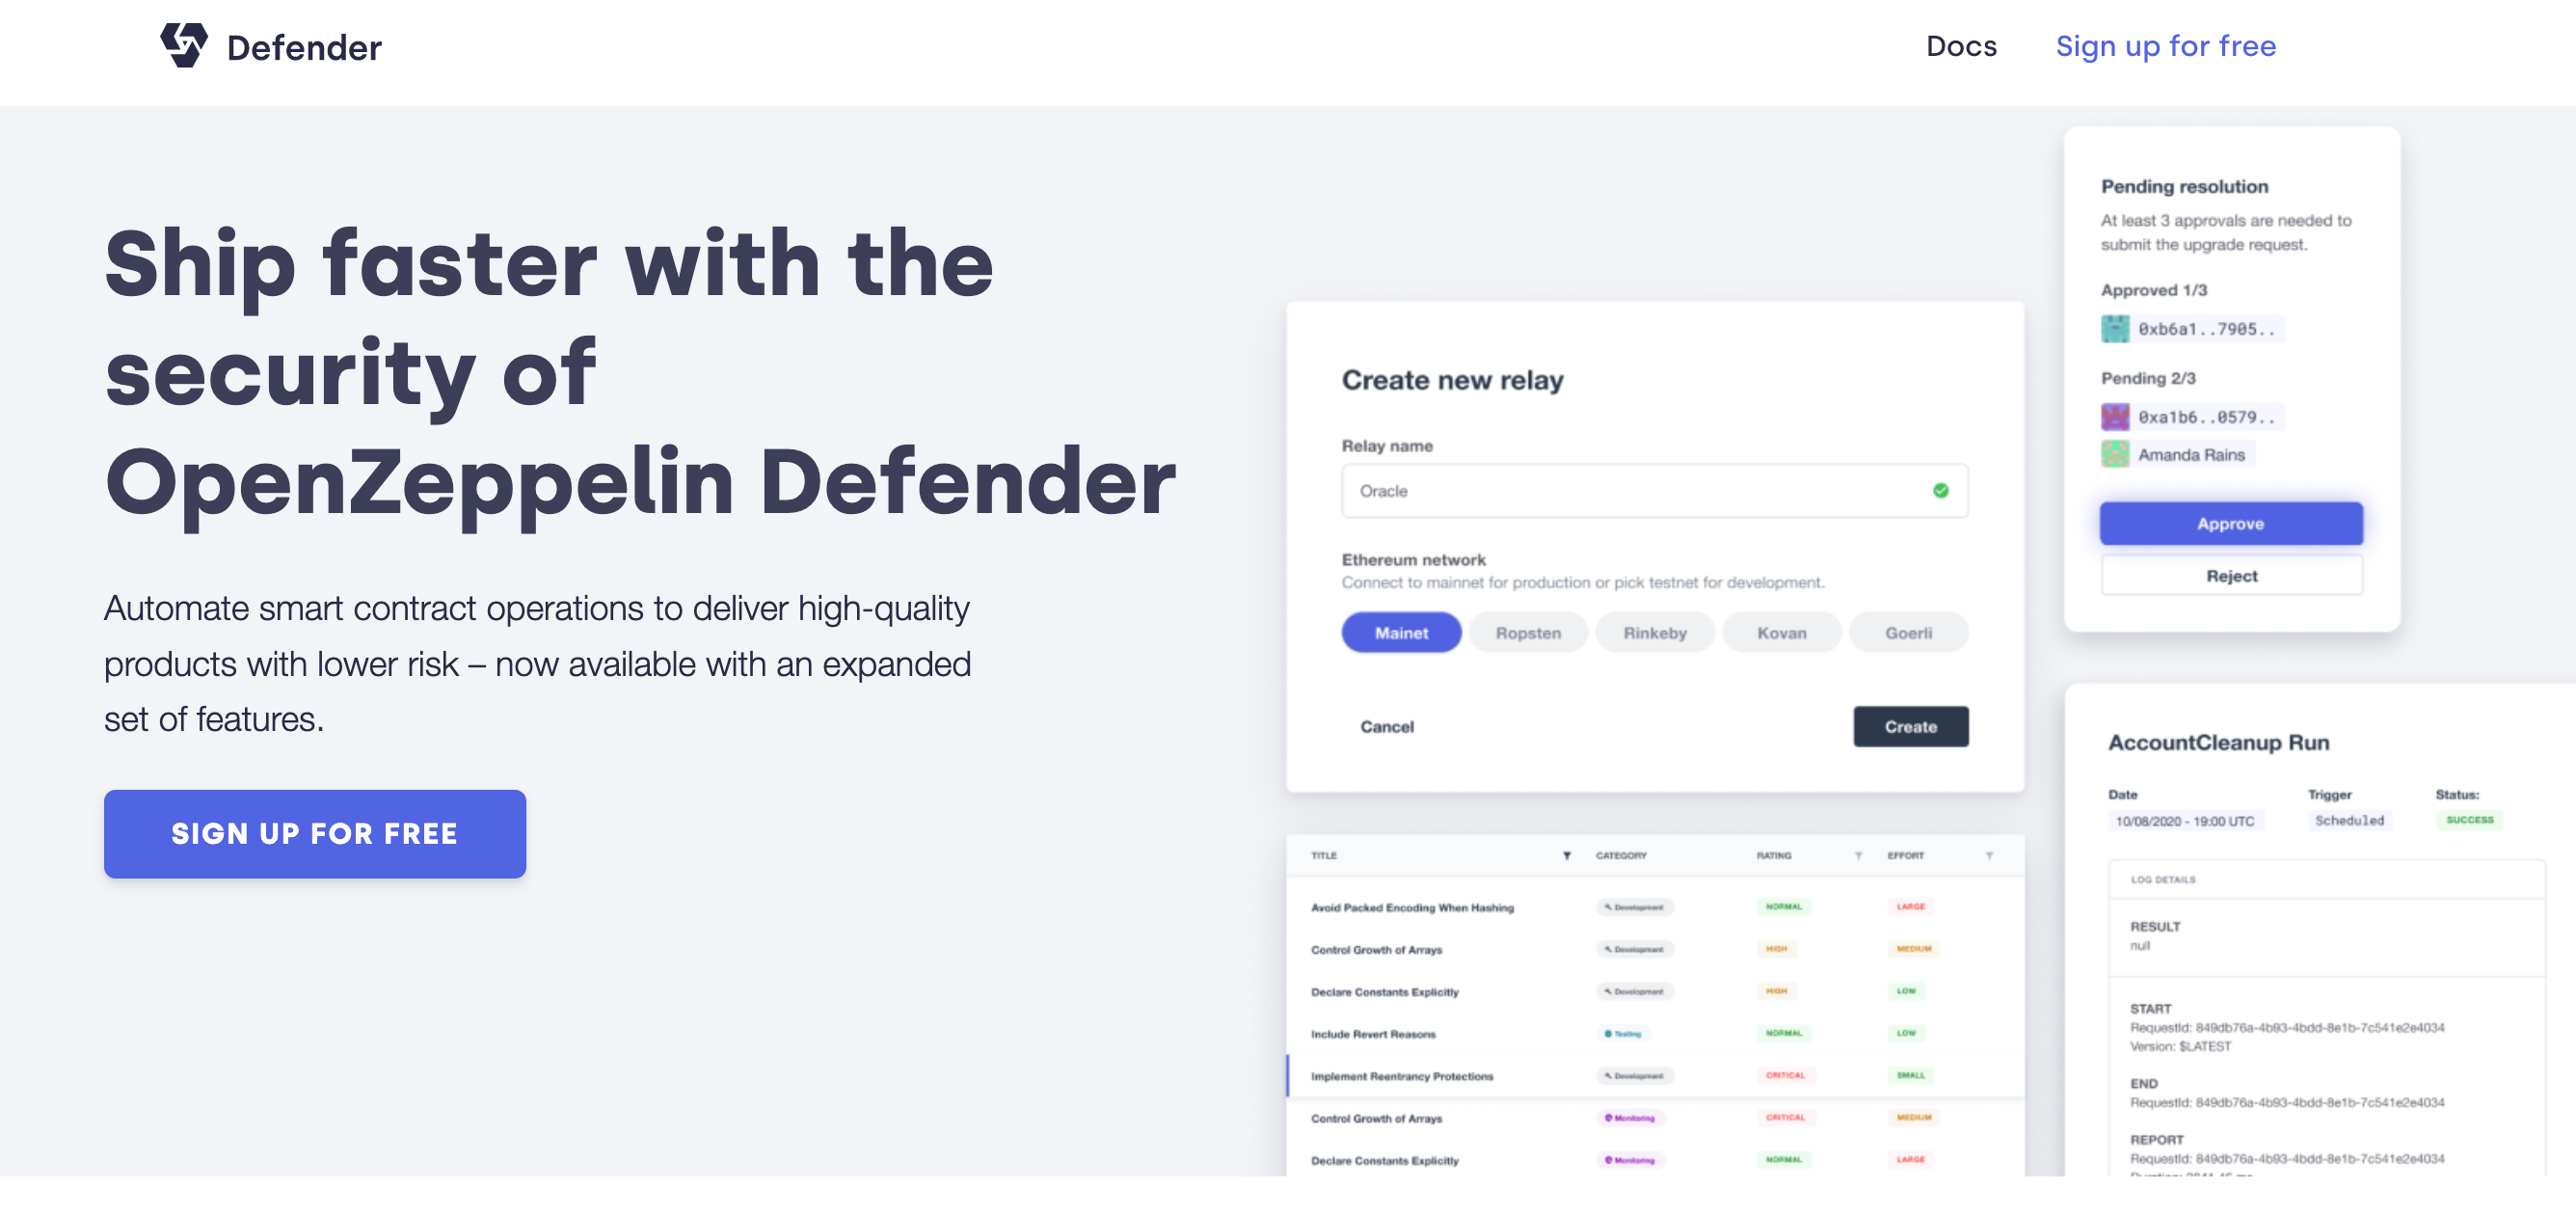 Defender
Docs
Sign up for free
Ship faster with the
security of
OpenZeppelin Defender
Automate smart contract operations to deliver high-quality
products with lower risk – now available with an expanded
set of features.
SIGN UP FOR FREE
Create new relay
Relay name
Oracle
Ethereum network
Connect to mainnet for production or pick testnet for development.
Mainet Ropsten Rinkeby Kovan Goerli
Cancel Create
TITLE CATEGORY RATING EFFORT
Avoid Packed Encoding When Hashing Development NORMAL LARGE
Control Growth of Arrays Development HIGH MEDIUM
Declare Constants Explicitly Development HIGH LOW
Include Revert Reasons Testing NORMAL LOW
Implement Reentrancy Protections Development CRITICAL SMALL
Control Growth of Arrays Monitoring CRITICAL MEDIUM
Declare Constants Explicitly Monitoring NORMAL LARGE
Pending resolution
At least 3 approvals are needed to
submit the upgrade request.
Approved 1/3
0xb6a1..7905..
Pending 2/3
0xa1b6..0579..
Amanda Rains
Approve
Reject
AccountCleanup Run
Date Trigger Status:
10/08/2020 - 19:00 UTC Scheduled SUCCESS
LOG DETAILS
RESULT
null
START
RequestId: 849db76a-4b93-4bdd-8e1b-7c541e2e4034
Version: $LATEST
END
RequestId: 849db76a-4b93-4bdd-8e1b-7c541e2e4034
REPORT
RequestId: 849db76a-4b93-4bdd-8e1b-7c541e2e4034